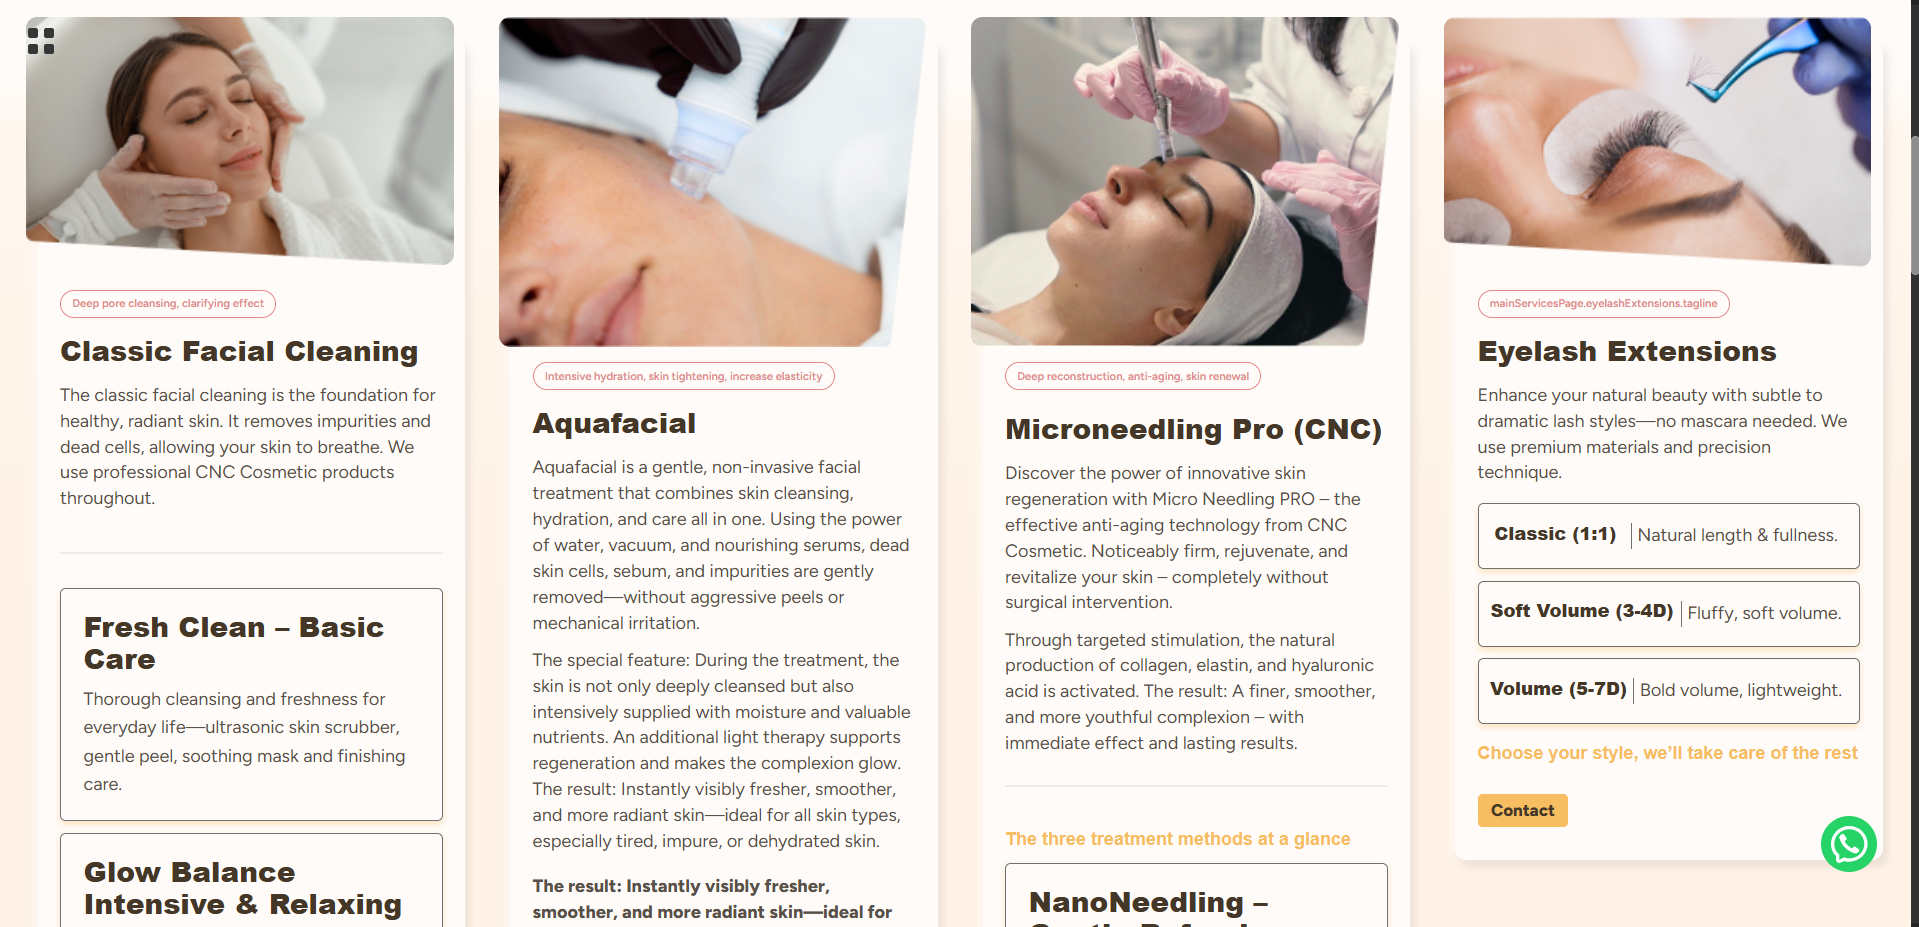 Deep pore cleansing, clarifying effect
Classic Facial Cleaning
The classic facial cleaning is the foundation for
healthy, radiant skin. It removes impurities and
dead cells, allowing your skin to breathe. We
use professional CNC Cosmetic products
throughout.
Fresh Clean – Basic
Care
Thorough cleansing and freshness for
everyday life—ultrasonic skin scrubber,
gentle peel, soothing mask and finishing
care.
Glow Balance
Intensive & Relaxing
Intensive hydration, skin tightening, increase elasticity
Aquafacial
Aquafacial is a gentle, non-invasive facial
treatment that combines skin cleansing,
hydration, and care all in one. Using the power
of water, vacuum, and nourishing serums, dead
skin cells, sebum, and impurities are gently
removed—without aggressive peels or
mechanical irritation.
The special feature: During the treatment, the
skin is not only deeply cleansed but also
intensively supplied with moisture and valuable
nutrients. An additional light therapy supports
regeneration and makes the complexion glow.
The result: Instantly visibly fresher, smoother,
and more radiant skin—ideal for all skin types,
especially tired, impure, or dehydrated skin.
The result: Instantly visibly fresher,
smoother, and more radiant skin—ideal for
Deep reconstruction, anti-aging, skin renewal
Microneedling Pro (CNC)
Discover the power of innovative skin
regeneration with Micro Needling PRO – the
effective anti-aging technology from CNC
Cosmetic. Noticeably firm, rejuvenate, and
revitalize your skin – completely without
surgical intervention.
Through targeted stimulation, the natural
production of collagen, elastin, and hyaluronic
acid is activated. The result: A finer, smoother,
and more youthful complexion – with
immediate effect and lasting results.
The three treatment methods at a glance
NanoNeedling –
mainServicesPage.eyelashExtensions.tagline
Eyelash Extensions
Enhance your natural beauty with subtle to
dramatic lash styles—no mascara needed. We
use premium materials and precision
technique.
Classic (1:1) Natural length & fullness.
Soft Volume (3-4D) Fluffy, soft volume.
Volume (5-7D) Bold volume, lightweight.
Choose your style, we’ll take care of the rest
Contact